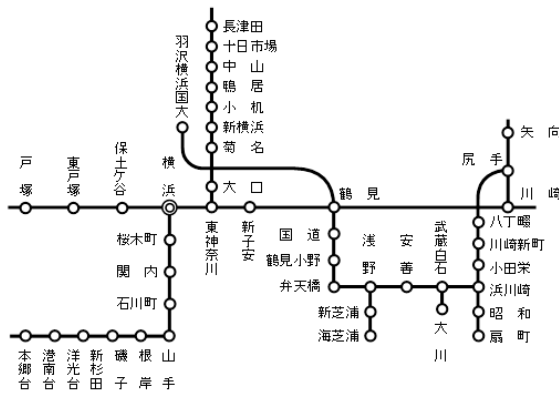 長津田
十日市場
中山
鴨居
小机
新横浜
菊名
大口
羽沢横浜国大
矢向
尻手
川崎
鶴見
戸塚
東戸塚
保土ケ谷
横浜
東神奈川
新子安
国道
鶴見小野
弁天橋
浅野
安善
武蔵白石
八丁畷
川崎新町
小田栄
浜川崎
昭和
扇町
大川
新芝浦
海芝浦
桜木町
関内
石川町
本郷台
港南台
洋光台
新杉田
磯子
根岸
山手